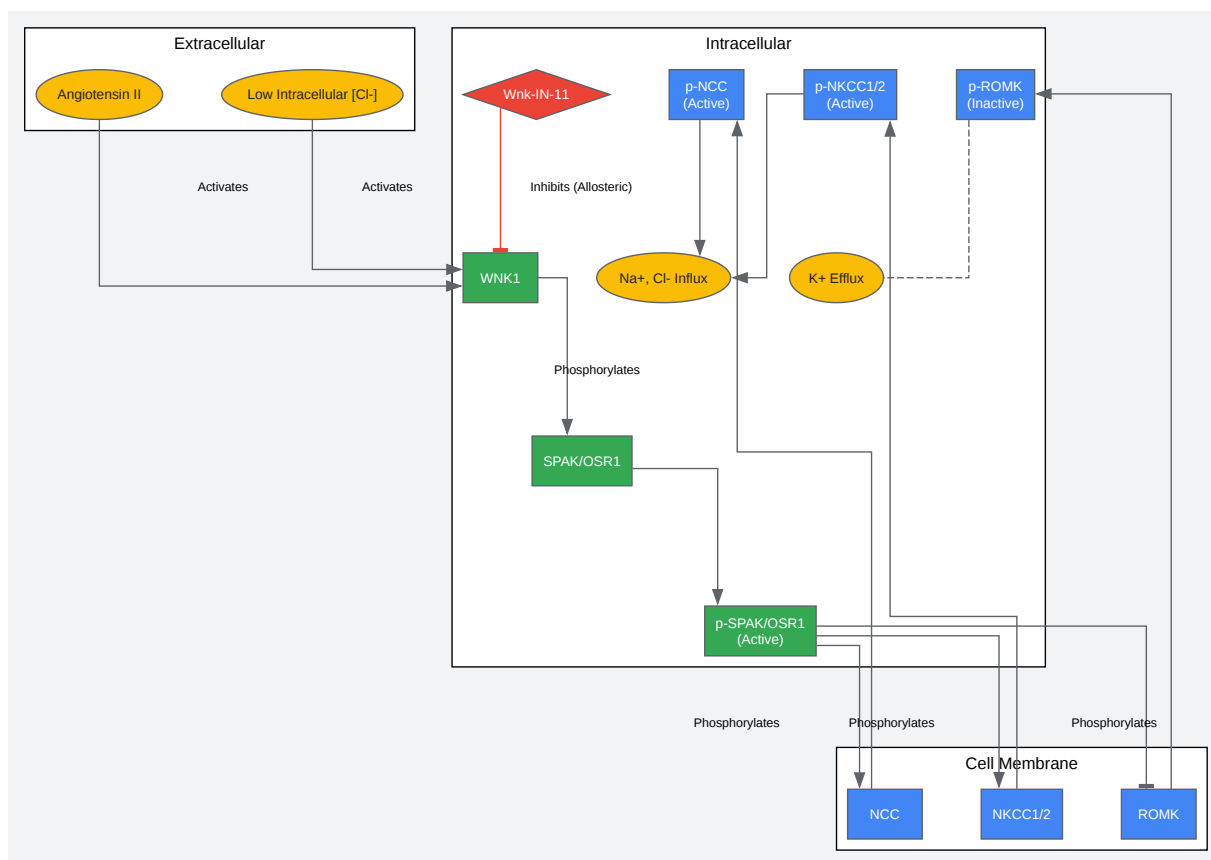 Extracellular
Intracellular
Angiotensin II
Low Intracellular [Cl-]
Wnk-IN-11
p-NCC
(Active)
p-NKCC1/2
(Active)
p-ROMK
(Inactive)
Activates
Activates
Inhibits (Allosteric)
WNK1
Na+, Cl- Influx
K+ Efflux
Phosphorylates
SPAK/OSR1
p-SPAK/OSR1
(Active)
Phosphorylates
Phosphorylates
Phosphorylates
Cell Membrane
NCC
NKCC1/2
ROMK